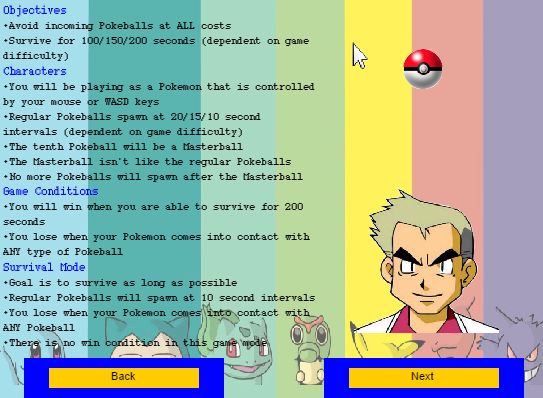 Objectives
•Avoid incoming Pokeballs at ALL costs
•Survive for 100/150/200 seconds (dependent on game
difficulty)
Characters
•You will be playing as a Pokemon that is controlled
by your mouse or WASD keys
•Regular Pokeballs spawn at 20/15/10 second
intervals (dependent on game difficulty)
•The tenth Pokeball will be a Masterball
•The Masterball isn't like the regular Pokeballs
•No more Pokeballs will spawn after the Masterball
Game Conditions
•You will win when you are able to survive for 200
seconds
•You lose when your Pokemon comes into contact with
ANY type of Pokeball
Survival Mode
•Goal is to survive as long as possible
•Regular Pokeballs will spawn at 10 second intervals
•You lose when your Pokemon comes into contact with
ANY Pokeball
•There is no win condition in this game mode
Back
Next